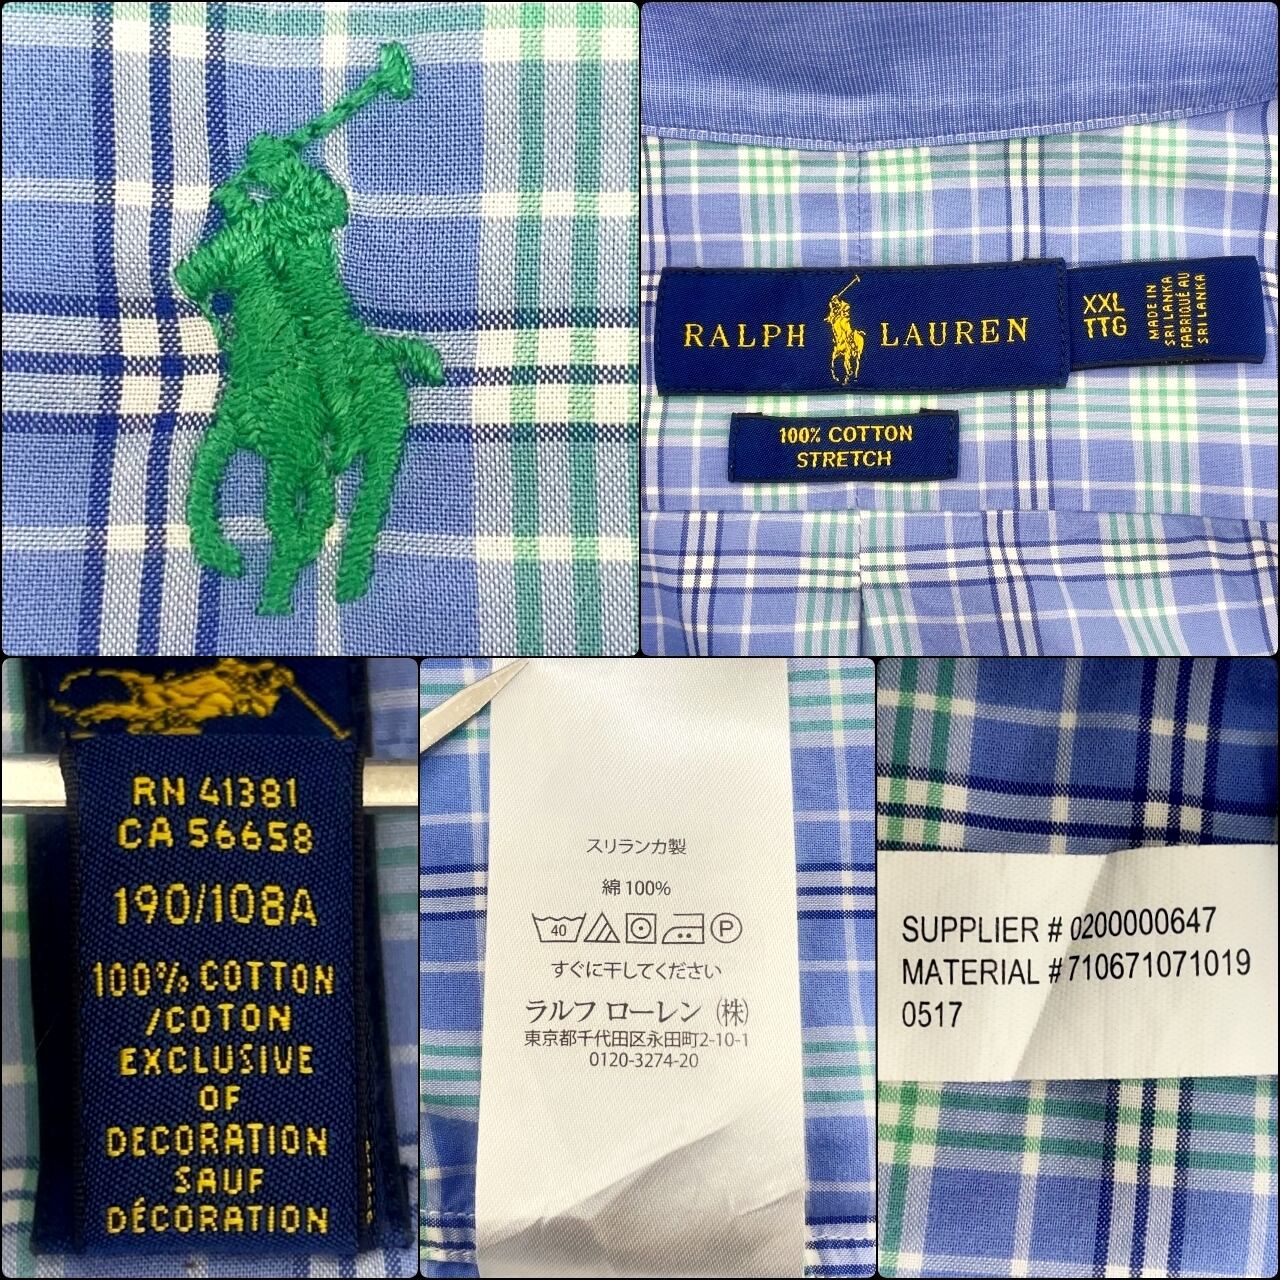 RALPH LAUREN
XXL
TTG
MADE IN
SRI LANKA
FABRIQUÉ AU
SRI LANKA
100% COTTON
STRETCH
RN 41381
CA 56658
190/108A
100% COTTON
/COTON
EXCLUSIVE
OF
DECORATION
SAUF
DÉCORATION
スリランカ製
綿 100%
40 P
すぐに干してください
ラルフ ローレン (株)
東京都千代田区永田町2-10-1
0120-3274-20
SUPPLIER # 0200000647
MATERIAL #710671071019
0517